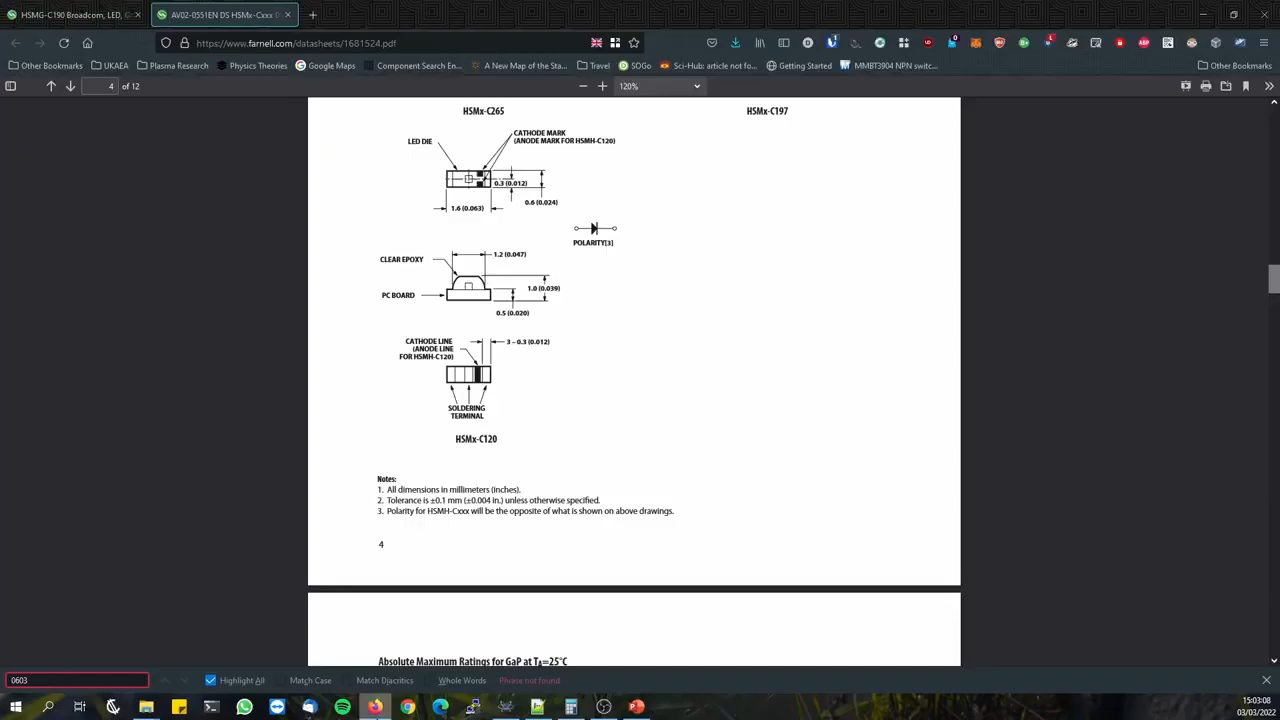 HSMx-C190 Broadcom, LED,
AV02-0551EN DS HSMx-Cxxx
https://www.farnell.com/datasheets/1681524.pdf
Other Bookmarks
UKAEA
Plasma Research
Physics Theories
Google Maps
Component Search En...
A New Map of the Sta...
Travel
SOGo
Sci-Hub: article not fo...
Getting Started
MMBT3904 NPN switc...
Other Bookmarks
4 of 12
120%
HSMx-C265
HSMx-C197
LED DIE
CATHODE MARK
(ANODE MARK FOR HSMH-C120)
0.3 (0.012)
0.6 (0.024)
1.6 (0.063)
POLARITY[3]
1.2 (0.047)
CLEAR EPOXY
1.0 (0.039)
PC BOARD
0.5 (0.020)
CATHODE LINE
(ANODE LINE
FOR HSMH-C120)
3 – 0.3 (0.012)
SOLDERING
TERMINAL
HSMx-C120
Notes:
1. All dimensions in millimeters (inches).
2. Tolerance is ±0.1 mm (±0.004 in.) unless otherwise specified.
3. Polarity for HSMH-Cxxx will be the opposite of what is shown on above drawings.
4
Absolute Maximum Ratings for GaP at TA=25°C
0603
Highlight All
Match Case
Match Diacritics
Whole Words
Phrase not found
15:03:08
03/03/2022